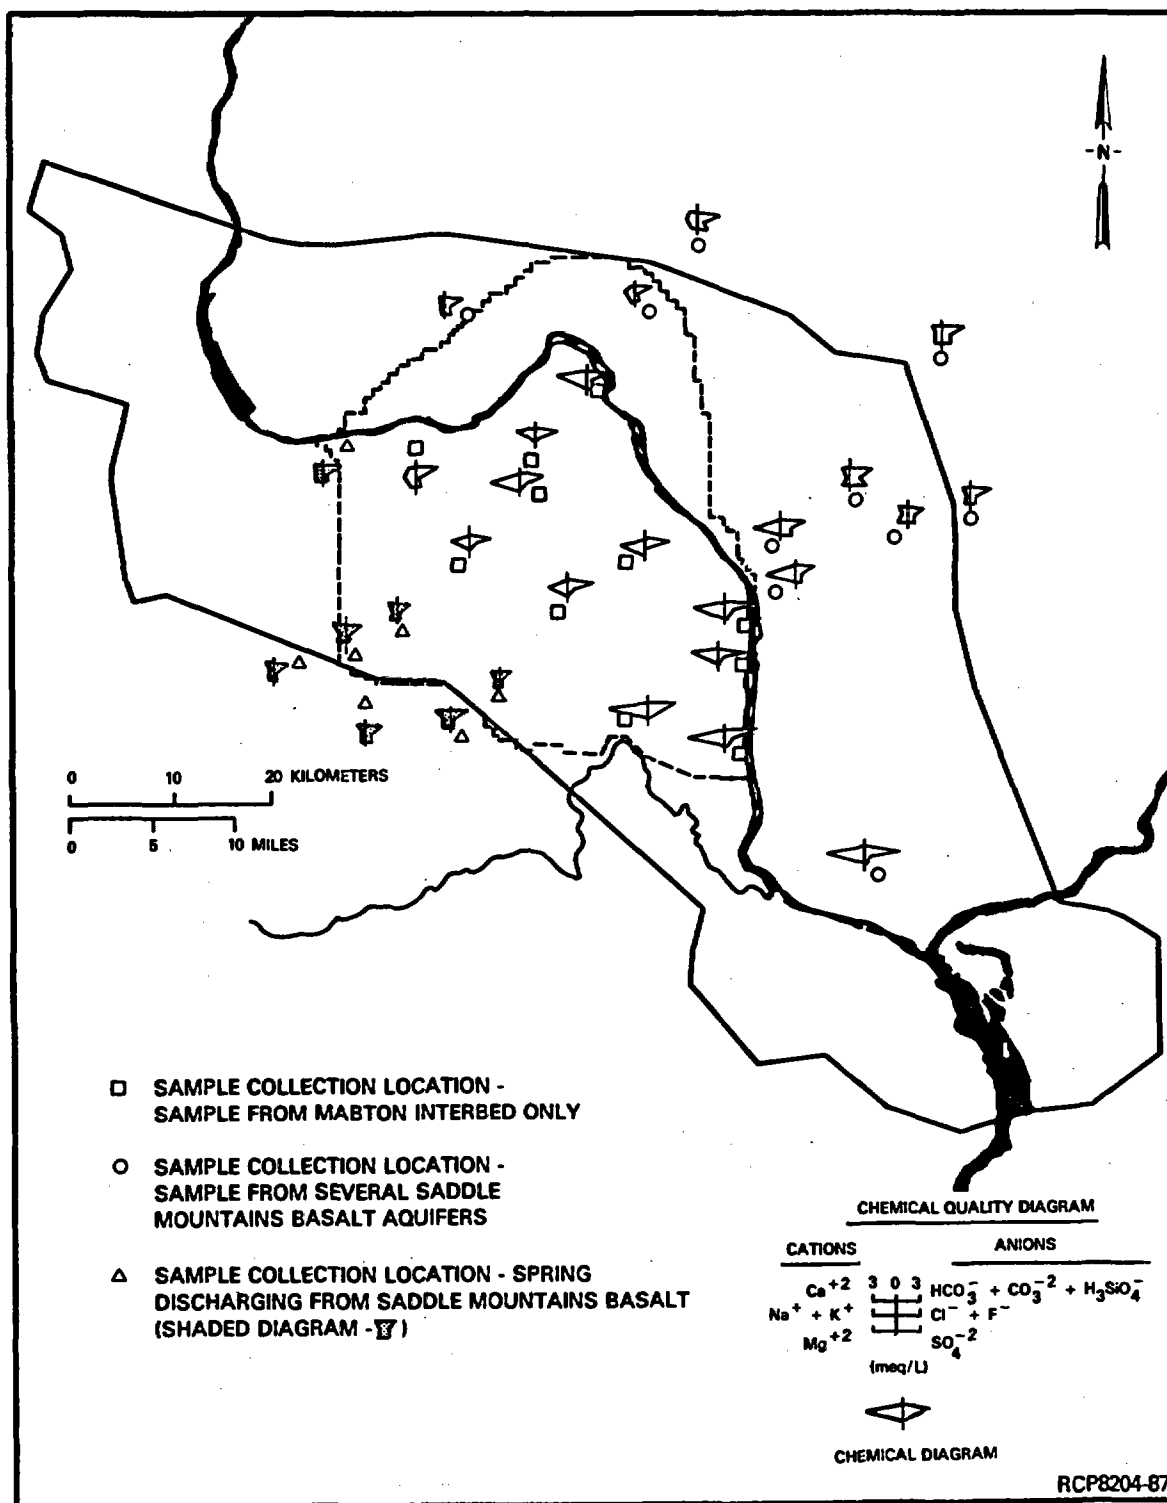 -N-
0 10 20 KILOMETERS
0 5 10 MILES
SAMPLE COLLECTION LOCATION -
SAMPLE FROM MABTON INTERBED ONLY
SAMPLE COLLECTION LOCATION -
SAMPLE FROM SEVERAL SADDLE
MOUNTAINS BASALT AQUIFERS
SAMPLE COLLECTION LOCATION - SPRING
DISCHARGING FROM SADDLE MOUNTAINS BASALT
(SHADED DIAGRAM - )
CHEMICAL QUALITY DIAGRAM
CATIONS ANIONS
Ca+2 3 0 3 HCO3- + CO3-2 + H3SiO4-
Na+ + K+ Cl- + F-
Mg+2 SO4-2
(meq/L)
CHEMICAL DIAGRAM
RCP8204-87